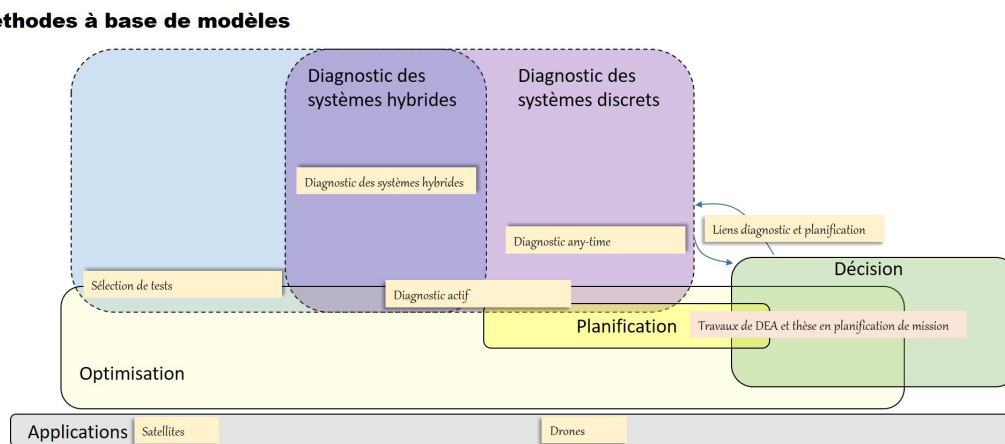 éthodes à base de modèles
Diagnostic des
systèmes hybrides
Diagnostic des
systèmes discrets
Diagnostic des systèmes hybrides
Liens diagnostic et planification
Diagnostic any-time
Décision
Sélection de tests
Diagnostic actif
Planification
Travaux de DEA et thèse en planification de mission
Optimisation
Applications
Satellites
Drones